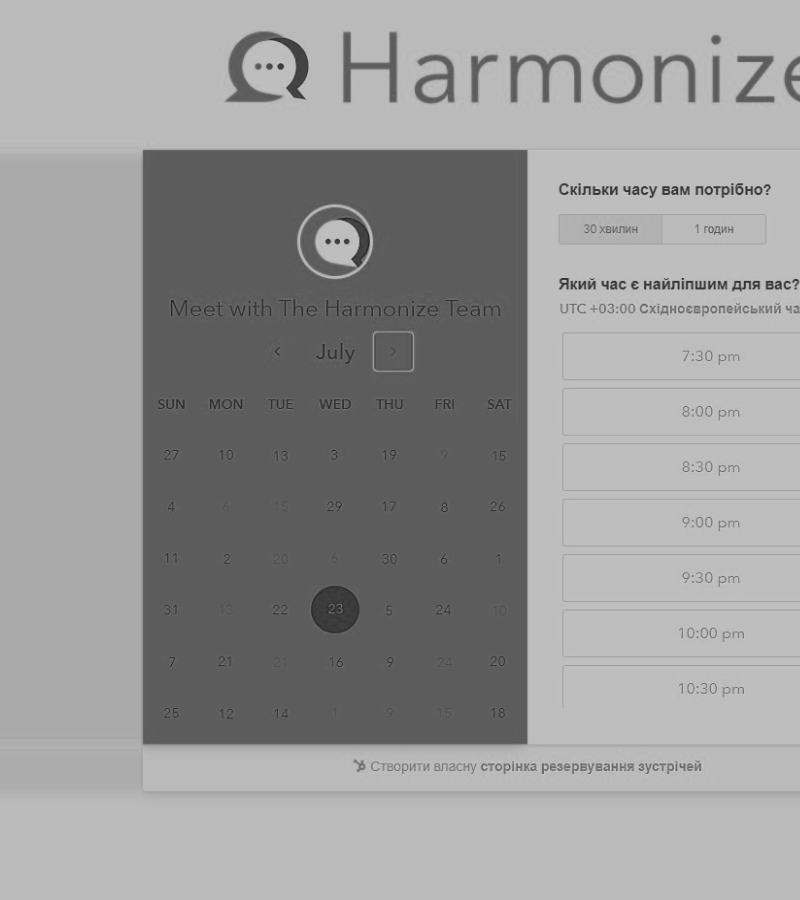 Harmonize
Meet with The Harmonize Team
July
SUN MON TUE WED THU FRI SAT
27 10 13 3 19 9 15
4 6 15 29 17 8 26
11 2 20 6 30 6 1
31 13 22 23 5 24 10
7 21 21 16 9 24 20
25 12 14 1 9 15 18
Скільки часу вам потрібно?
30 хвилин 1 годин
Який час є найліпшим для вас?
UTC +03:00 Східноєвропейський ча
7:30 pm
8:00 pm
8:30 pm
9:00 pm
9:30 pm
10:00 pm
10:30 pm
Створити власну сторінка резервування зустрічей